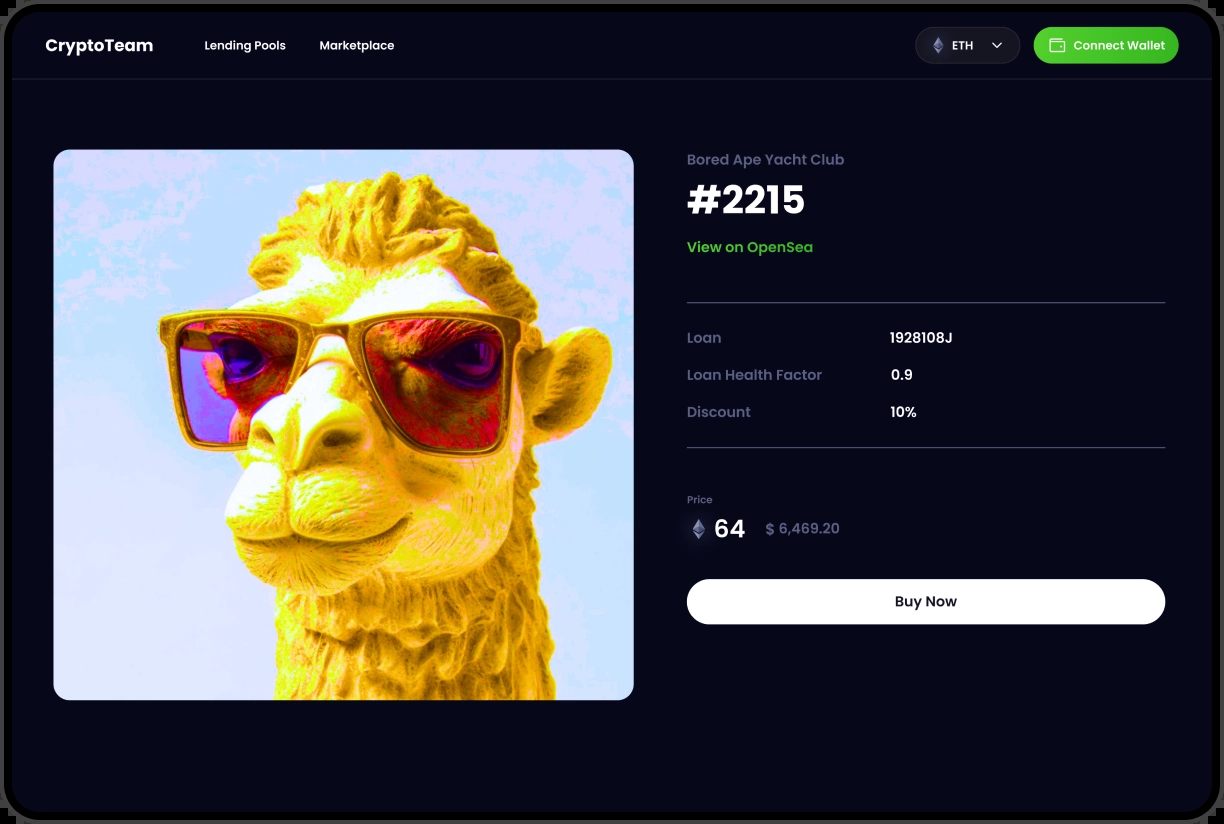 CryptoTeam
Lending Pools
Marketplace
ETH
Connect Wallet
Bored Ape Yacht Club
#2215
View on OpenSea
Loan 1928108J
Loan Health Factor 0.9
Discount 10%
Price
64 $ 6,469.20
Buy Now